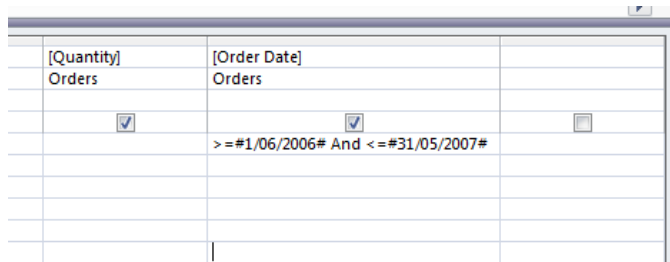 [Quantity] [Order Date]
Orders Orders
>=#1/06/2006# And <=#31/05/2007#